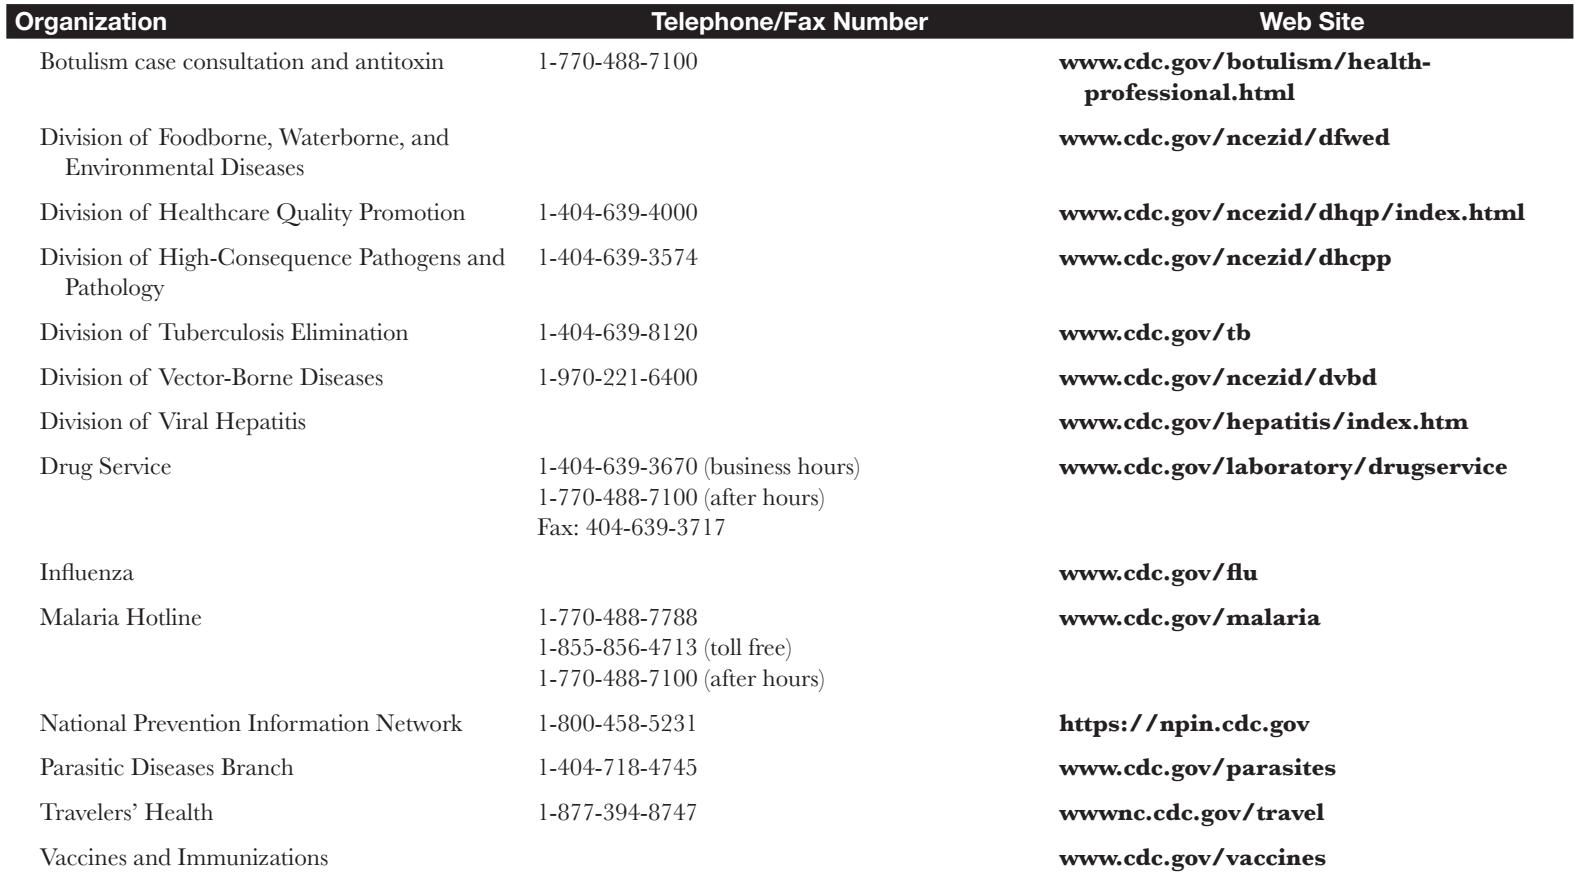 Organization Telephone/Fax Number Web Site
Botulism case consultation and antitoxin 1-770-488-7100 www.cdc.gov/botulism/health-
professional.html
Division of Foodborne, Waterborne, and www.cdc.gov/ncezid/dfwed
Environmental Diseases
Division of Healthcare Quality Promotion 1-404-639-4000 www.cdc.gov/ncezid/dhqp/index.html
Division of High-Consequence Pathogens and 1-404-639-3574 www.cdc.gov/ncezid/dhcpp
Pathology
Division of Tuberculosis Elimination 1-404-639-8120 www.cdc.gov/tb
Division of Vector-Borne Diseases 1-970-221-6400 www.cdc.gov/ncezid/dvbd
Division of Viral Hepatitis www.cdc.gov/hepatitis/index.htm
Drug Service 1-404-639-3670 (business hours) www.cdc.gov/laboratory/drugservice
1-770-488-7100 (after hours)
Fax: 404-639-3717
Influenza www.cdc.gov/flu
Malaria Hotline 1-770-488-7788 www.cdc.gov/malaria
1-855-856-4713 (toll free)
1-770-488-7100 (after hours)
National Prevention Information Network 1-800-458-5231 https://npin.cdc.gov
Parasitic Diseases Branch 1-404-718-4745 www.cdc.gov/parasites
Travelers’ Health 1-877-394-8747 wwwnc.cdc.gov/travel
Vaccines and Immunizations www.cdc.gov/vaccines